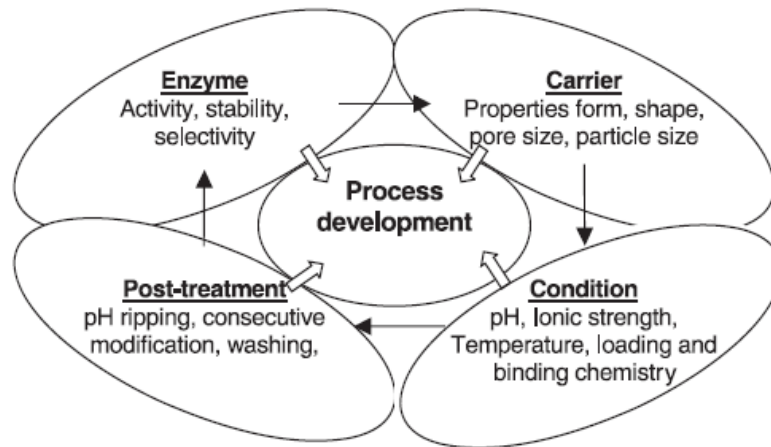 Enzyme
Activity, stability,
selectivity
Carrier
Properties form, shape,
pore size, particle size
Process
development
Post-treatment
pH ripping, consecutive
modification, washing,
Condition
pH, Ionic strength,
Temperature, loading and
binding chemistry